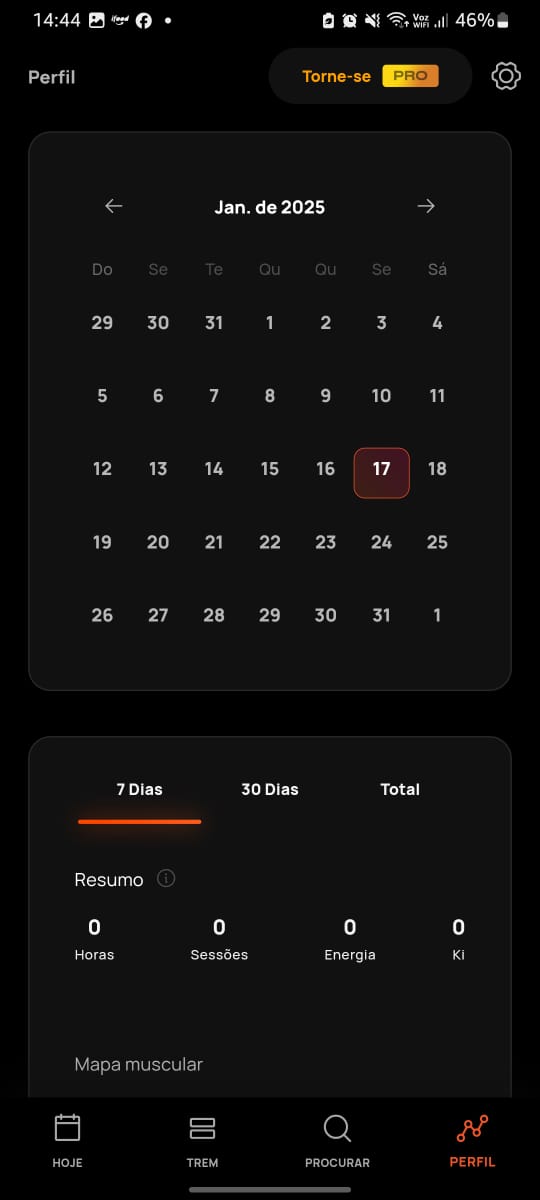 14:44 ifood Voz WiFi 46%
Perfil Torne-se PRO
Jan. de 2025
Do Se Te Qu Qu Se Sá
29 30 31 1 2 3 4
5 6 7 8 9 10 11
12 13 14 15 16 17 18
19 20 21 22 23 24 25
26 27 28 29 30 31 1
7 Dias 30 Dias Total
Resumo
0 0 0 0
Horas Sessões Energia Ki
Mapa muscular
HOJE TREM PROCURAR PERFIL